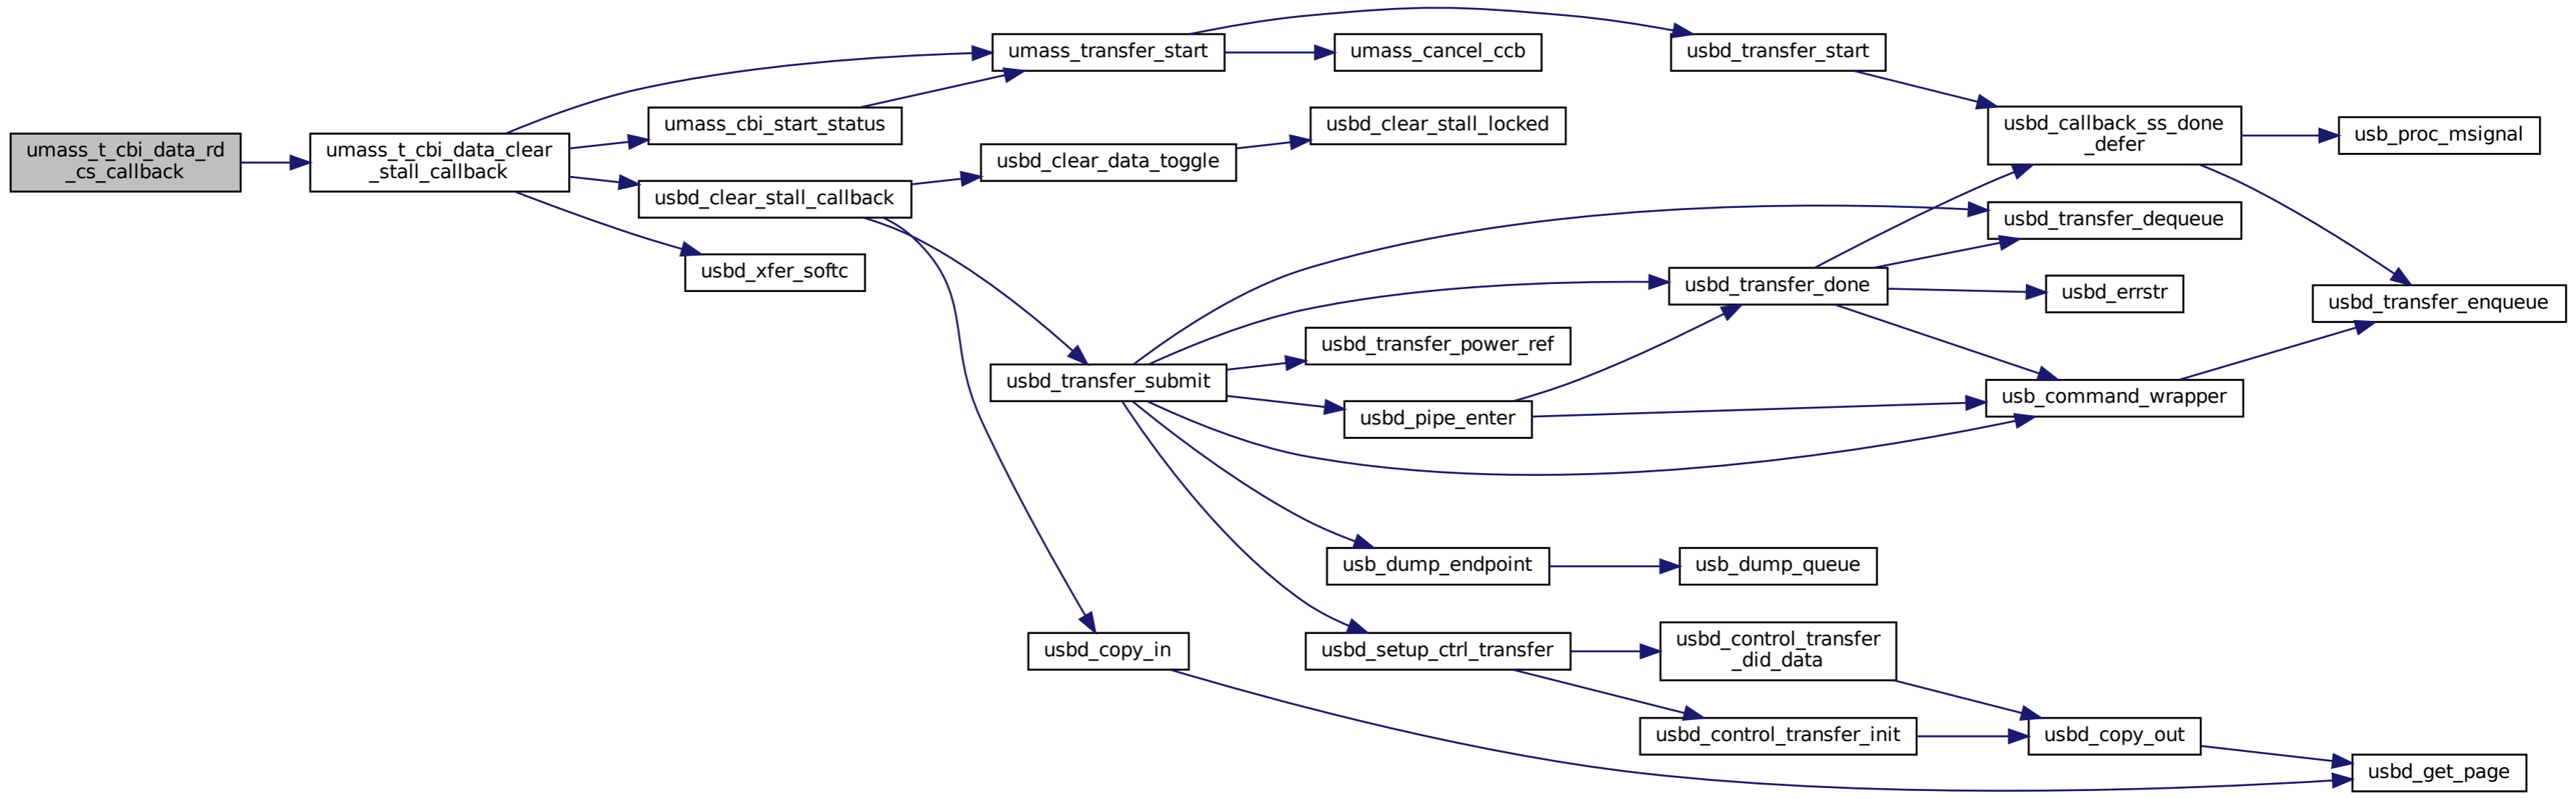 umass_t_cbi_data_rd
_cs_callback
umass_t_cbi_data_clear
_stall_callback
umass_transfer_start
umass_cbi_start_status
usbd_clear_stall_callback
usbd_xfer_softc
umass_cancel_ccb
usbd_transfer_start
usbd_clear_stall_locked
usbd_clear_data_toggle
usbd_callback_ss_done
_defer
usb_proc_msignal
usbd_transfer_dequeue
usbd_transfer_done
usbd_errstr
usbd_transfer_enqueue
usbd_transfer_power_ref
usbd_transfer_submit
usbd_pipe_enter
usb_command_wrapper
usb_dump_endpoint
usb_dump_queue
usbd_copy_in
usbd_setup_ctrl_transfer
usbd_control_transfer
_did_data
usbd_control_transfer_init
usbd_copy_out
usbd_get_page